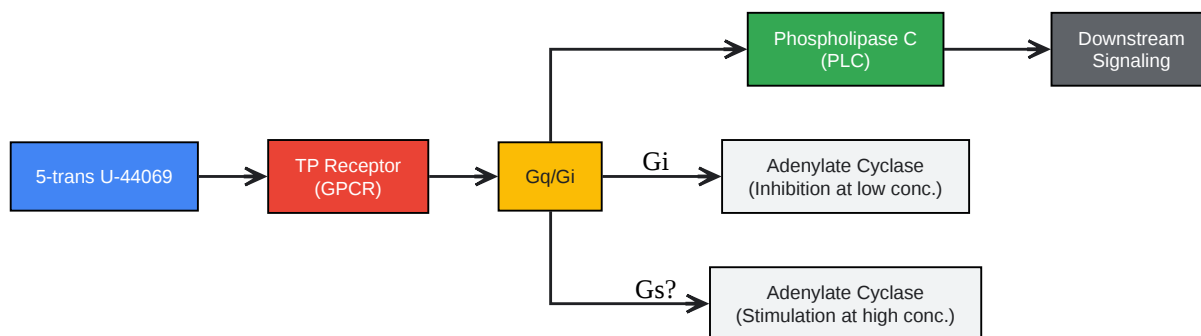 Phospholipase C
(PLC)
Downstream
Signaling
5-trans U-44069
TP Receptor
(GPCR)
Gq/Gi
Gi
Adenylate Cyclase
(Inhibition at low conc.)
Gs?
Adenylate Cyclase
(Stimulation at high conc.)